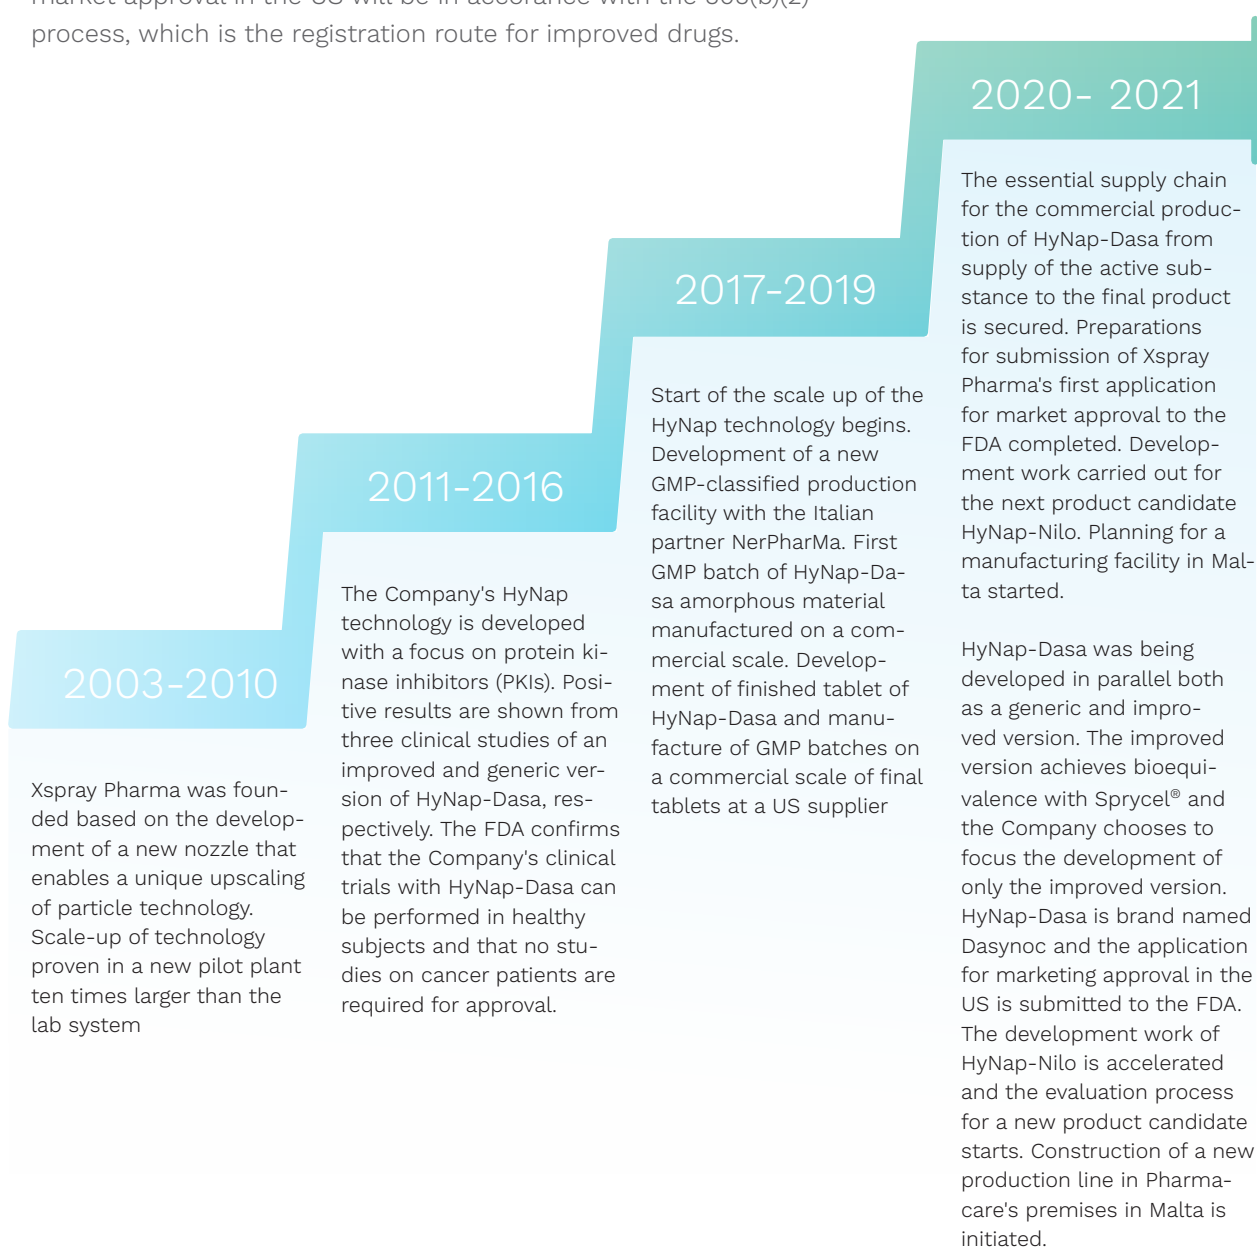 process, which is the registration route for improved drugs.
2003-2010
Xspray Pharma was foun-
ded based on the develop-
ment of a new nozzle that
enables a unique upscaling
of particle technology.
Scale-up of technology
proven in a new pilot plant
ten times larger than the
lab system
2011-2016
The Company's HyNap
technology is developed
with a focus on protein ki-
nase inhibitors (PKIs). Posi-
tive results are shown from
three clinical studies of an
improved and generic ver-
sion of HyNap-Dasa, res-
pectively. The FDA confirms
that the Company's clinical
trials with HyNap-Dasa can
be performed in healthy
subjects and that no stu-
dies on cancer patients are
required for approval.
2017-2019
Start of the scale up of the
HyNap technology begins.
Development of a new
GMP-classified production
facility with the Italian
partner NerPharMa. First
GMP batch of HyNap-Da-
sa amorphous material
manufactured on a com-
mercial scale. Develop-
ment of finished tablet of
HyNap-Dasa and manu-
facture of GMP batches on
a commercial scale of final
tablets at a US supplier
2020- 2021
The essential supply chain
for the commercial produc-
tion of HyNap-Dasa from
supply of the active sub-
stance to the final product
is secured. Preparations
for submission of Xspray
Pharma's first application
for market approval to the
FDA completed. Develop-
ment work carried out for
the next product candidate
HyNap-Nilo. Planning for a
manufacturing facility in Mal-
ta started.
HyNap-Dasa was being
developed in parallel both
as a generic and impro-
ved version. The improved
version achieves bioequi-
valence with Sprycel® and
the Company chooses to
focus the development of
only the improved version.
HyNap-Dasa is brand named
Dasynoc and the application
for marketing approval in the
US is submitted to the FDA.
The development work of
HyNap-Nilo is accelerated
and the evaluation process
for a new product candidate
starts. Construction of a new
production line in Pharma-
care's premises in Malta is
initiated.